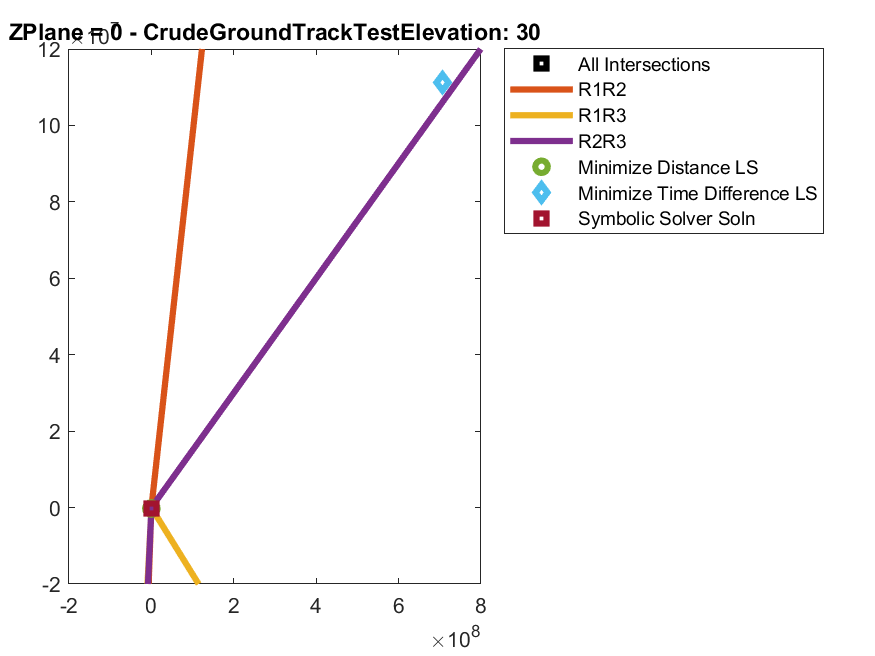 ZPlane = 0 - CrudeGroundTrackTestElevation: 30
×10⁷
12
10
8
6
4
2
0
-2
-2 0 2 4 6 8
×10⁸
All Intersections
R1R2
R1R3
R2R3
Minimize Distance LS
Minimize Time Difference LS
Symbolic Solver Soln